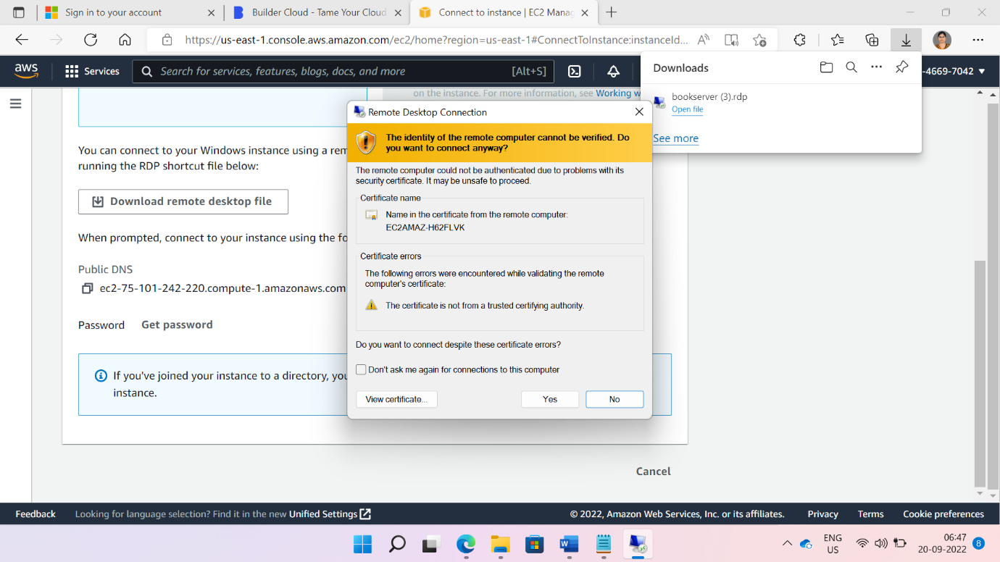 Sign in to your account
Builder Cloud - Tame Your Cloud
Connect to instance | EC2 Manag
https://us-east-1.console.aws.amazon.com/ec2/home?region=us-east-1#ConnectToInstance:instanceId...
aws
Services
Search for services, features, blogs, docs, and more
[Alt+S]
-4669-7042
Downloads
bookserver (3).rdp
Open file
See more
on the instance. For more information, see Working w
You can connect to your Windows instance using a rem
running the RDP shortcut file below:
Download remote desktop file
When prompted, connect to your instance using the fo
Public DNS
ec2-75-101-242-220.compute-1.amazonaws.com
Password
Get password
If you've joined your instance to a directory, you
instance.
Cancel
Remote Desktop Connection
The identity of the remote computer cannot be verified. Do
you want to connect anyway?
The remote computer could not be authenticated due to problems with its
security certificate. It may be unsafe to proceed.
Certificate name
Name in the certificate from the remote computer:
EC2AMAZ-H62FLVK
Certificate errors
The following errors were encountered while validating the remote
computer's certificate:
The certificate is not from a trusted certifying authority.
Do you want to connect despite these certificate errors?
Don't ask me again for connections to this computer
View certificate...
Yes
No
Feedback
Looking for language selection? Find it in the new Unified Settings
© 2022, Amazon Web Services, Inc. or its affiliates.
Privacy
Terms
Cookie preferences
ENG
US
06:47
20-09-2022
8